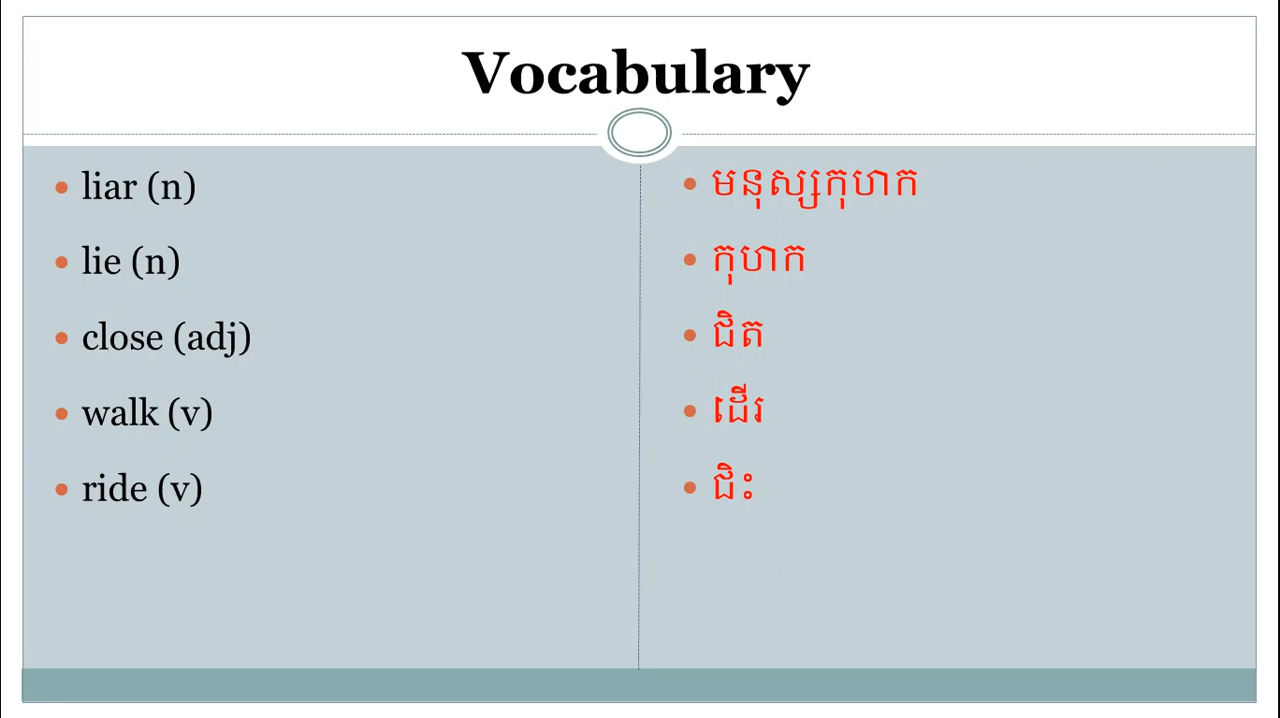 Vocabulary
liar (n)
lie (n)
close (adj)
walk (v)
ride (v)
មនុស្សកុហក
កុហក
ជិត
ដើរ
ជិះ